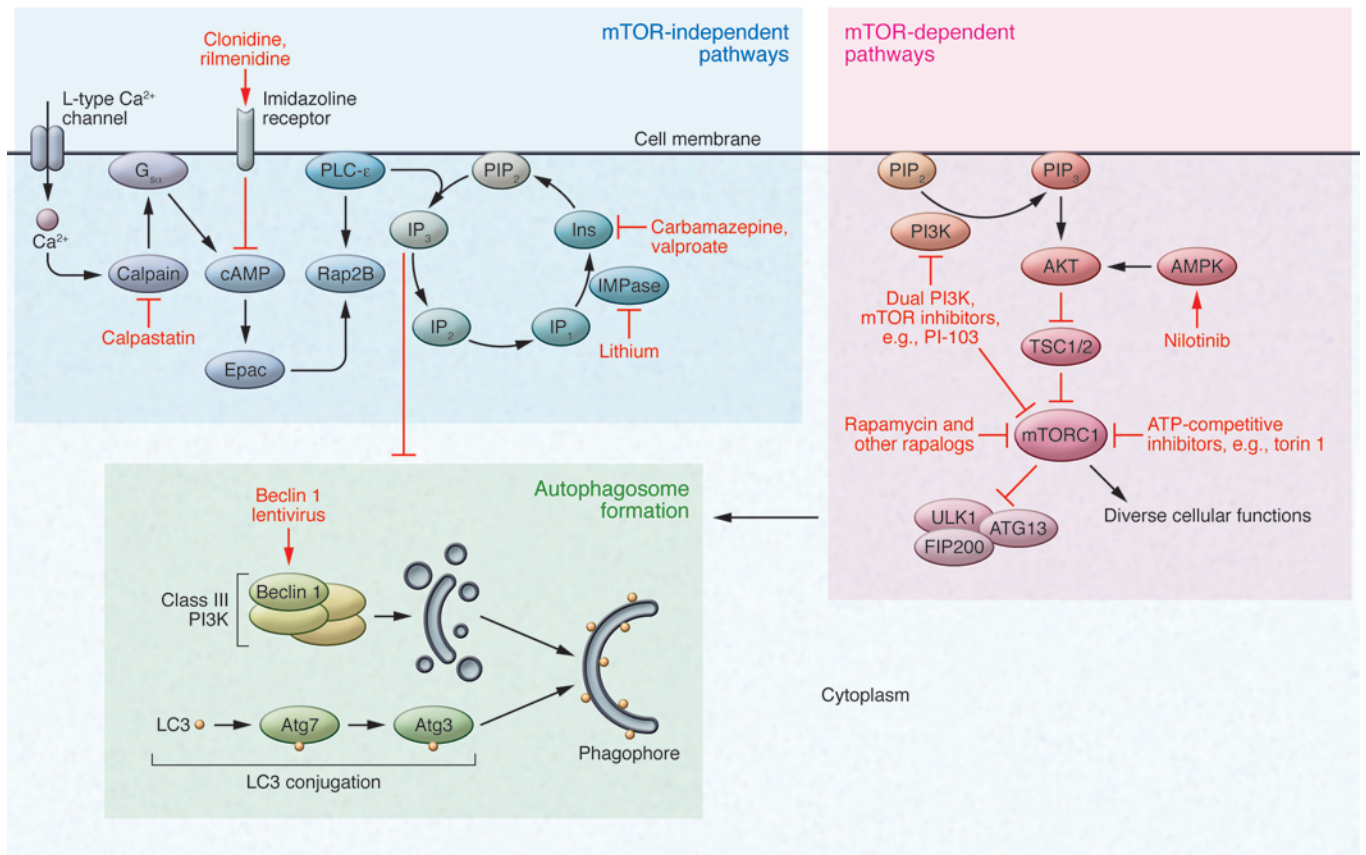 mTOR-independent
pathways
Clonidine,
rilmenidine
L-type Ca²⁺
channel
Imidazoline
receptor
Cell membrane
Gsα
PLC-ε
PIP₂
IP₃
Ins
Carbamazepine,
valproate
Ca²⁺
Calpain
cAMP
Rap2B
IMPase
Calpastatin
IP₂
IP₁
Lithium
Epac
mTOR-dependent
pathways
PIP₂
PIP₃
PI3K
AKT
AMPK
Dual PI3K,
mTOR inhibitors,
e.g., PI-103
TSC1/2
Nilotinib
Rapamycin and
other rapalogs
mTORC1
ATP-competitive
inhibitors, e.g., torin 1
ULK1
ATG13
FIP200
Diverse cellular functions
Autophagosome
formation
Beclin 1
lentivirus
Class III
PI3K
Beclin 1
LC3
Atg7
Atg3
LC3 conjugation
Phagophore
Cytoplasm